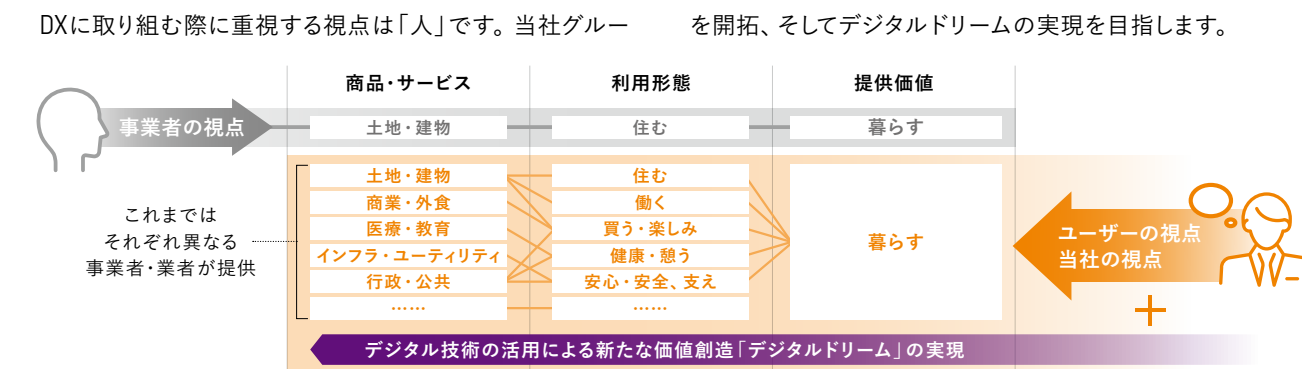 DXに取り組む際に重視する視点は「人」です。当社グルー
を開拓、そしてデジタルドリームの実現を目指します。
商品・サービス
利用形態
提供価値
事業者の視点
土地・建物
住む
暮らす
これまでは
それぞれ異なる
事業者・業者が提供
土地・建物
商業・外食
医療・教育
インフラ・ユーティリティ
行政・公共
……
住む
働く
買う・楽しみ
健康・憩う
安心・安全、支え
……
暮らす
ユーザーの視点
当社の視点
+
デジタル技術の活用による新たな価値創造「デジタルドリーム」の実現